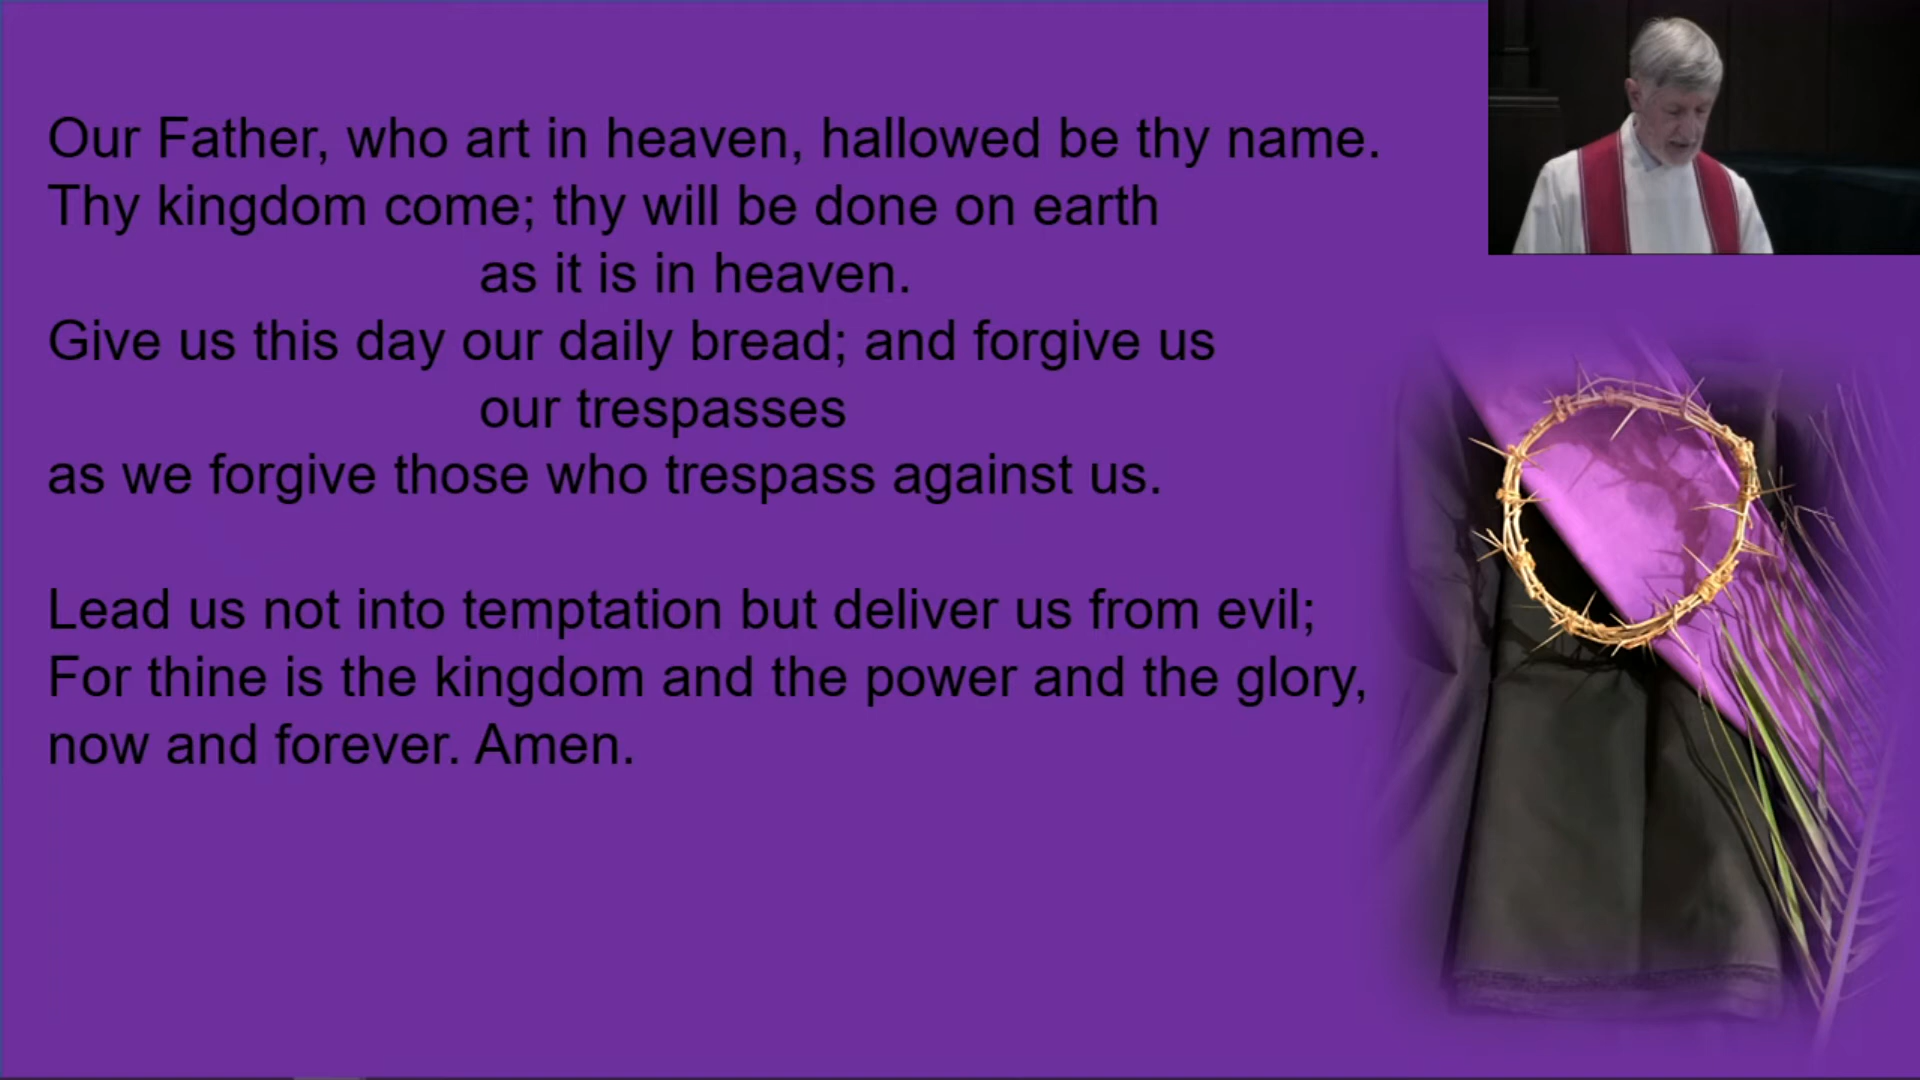 Our Father, who art in heaven, hallowed be thy name.
Thy kingdom come; thy will be done on earth
as it is in heaven.
Give us this day our daily bread; and forgive us
our trespasses
as we forgive those who trespass against us.
Lead us not into temptation but deliver us from evil;
For thine is the kingdom and the power and the glory,
now and forever. Amen.